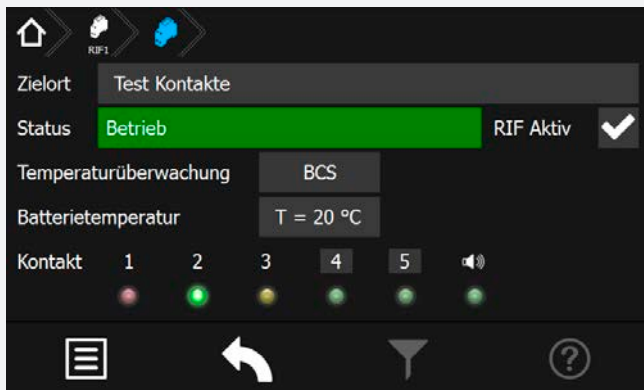 RIF1
Zielort Test Kontakte
Status Betrieb RIF Aktiv
Temperaturüberwachung BCS
Batterietemperatur T = 20 °C
Kontakt 1 2 3 4 5
?